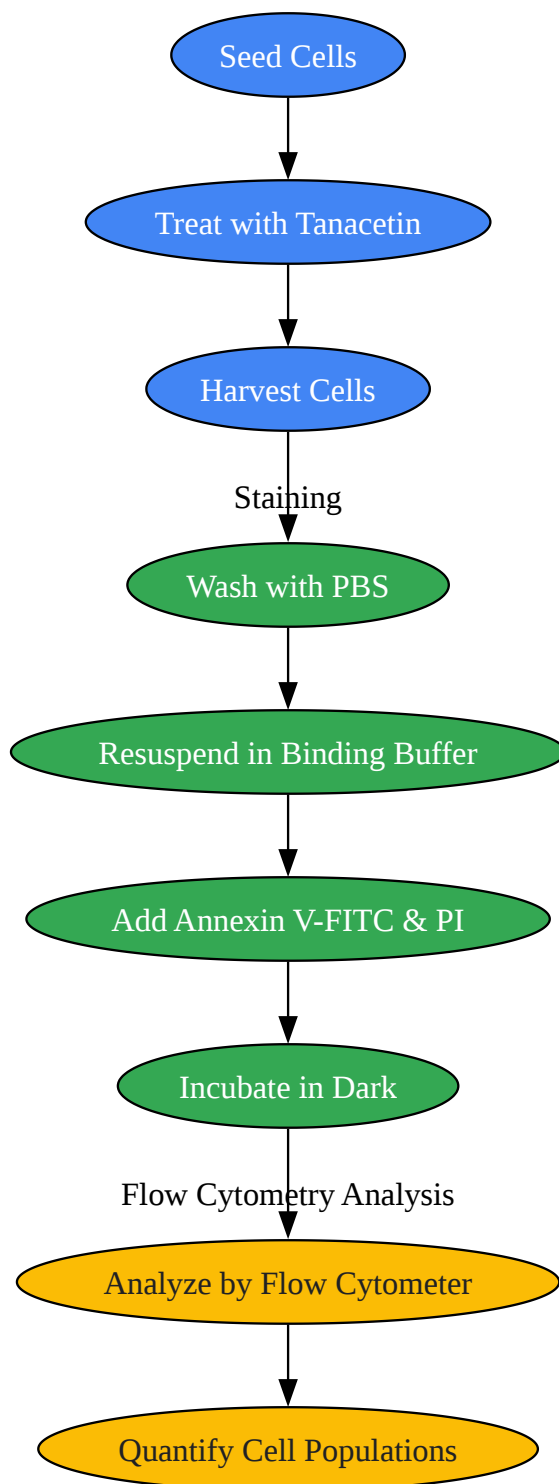 Seed Cells
Treat with Tanacetin
Harvest Cells
Staining
Wash with PBS
Resuspend in Binding Buffer
Add Annexin V-FITC & PI
Incubate in Dark
Flow Cytometry Analysis
Analyze by Flow Cytometer
Quantify Cell Populations